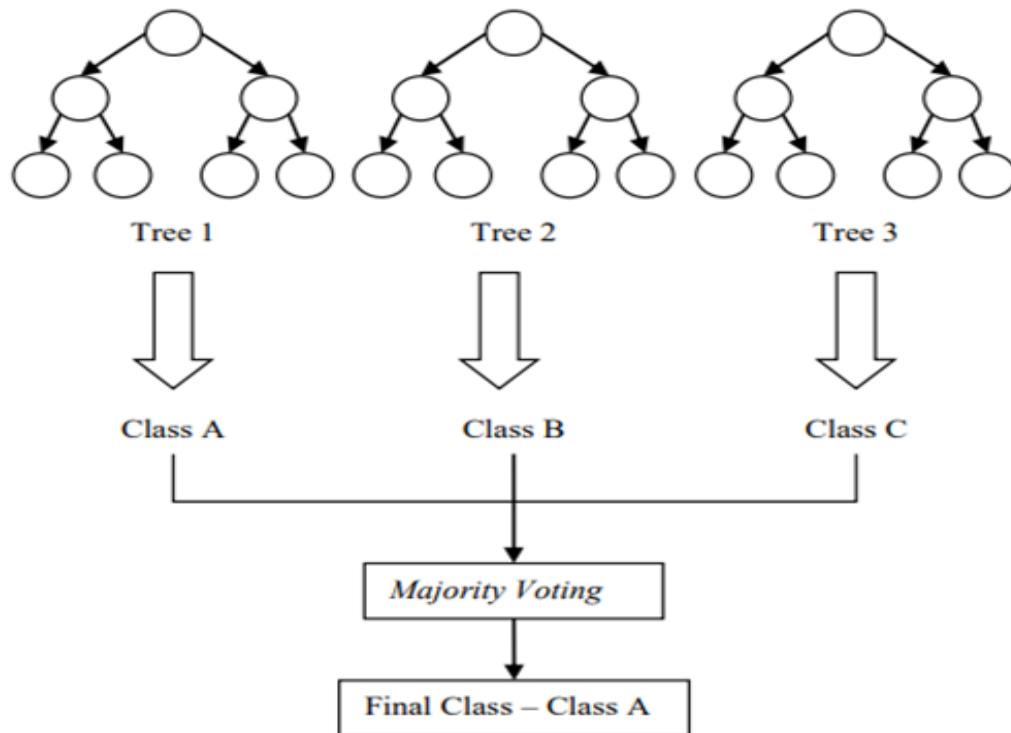 Tree 1 Tree 2 Tree 3
Class A Class B Class C
Majority Voting
Final Class – Class A